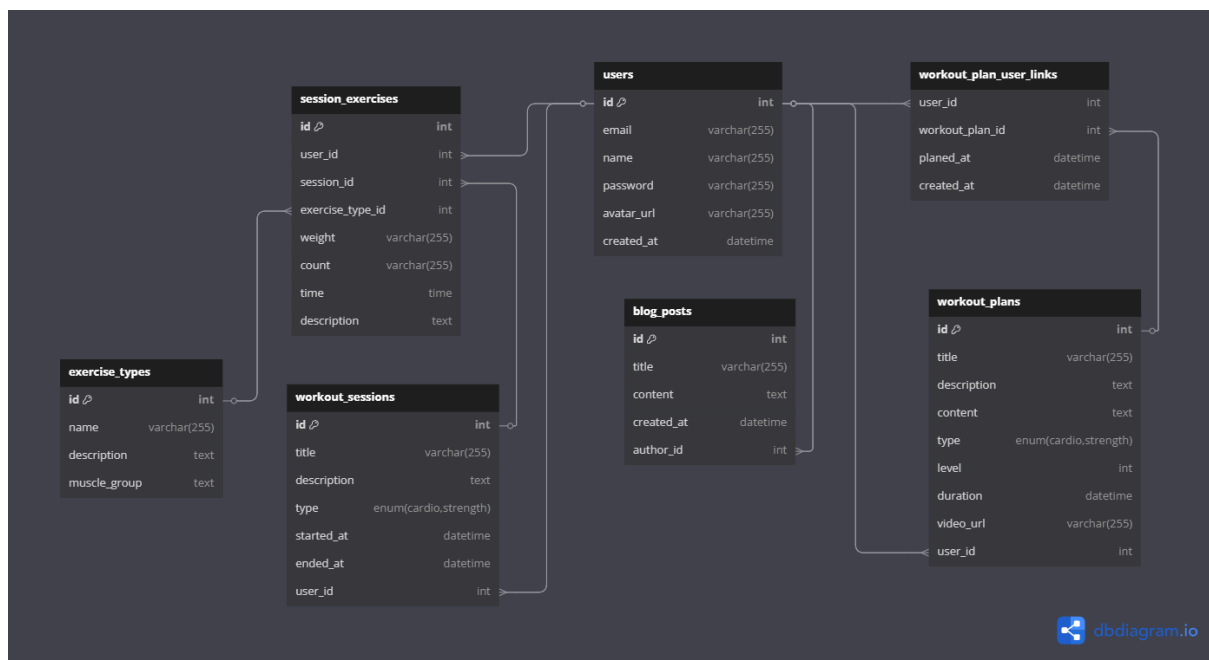 session_exercises
id int
user_id int
session_id int
exercise_type_id int
weight varchar(255)
count varchar(255)
time time
description text
users
id int
email varchar(255)
name varchar(255)
password varchar(255)
avatar_url varchar(255)
created_at datetime
workout_plan_user_links
user_id int
workout_plan_id int
planed_at datetime
created_at datetime
exercise_types
id int
name varchar(255)
description text
muscle_group text
workout_sessions
id int
title varchar(255)
description text
type enum(cardio,strength)
started_at datetime
ended_at datetime
user_id int
blog_posts
id int
title varchar(255)
content text
created_at datetime
author_id int
workout_plans
id int
title varchar(255)
description text
content text
type enum(cardio,strength)
level int
duration datetime
video_url varchar(255)
user_id int
dbdiagram.io